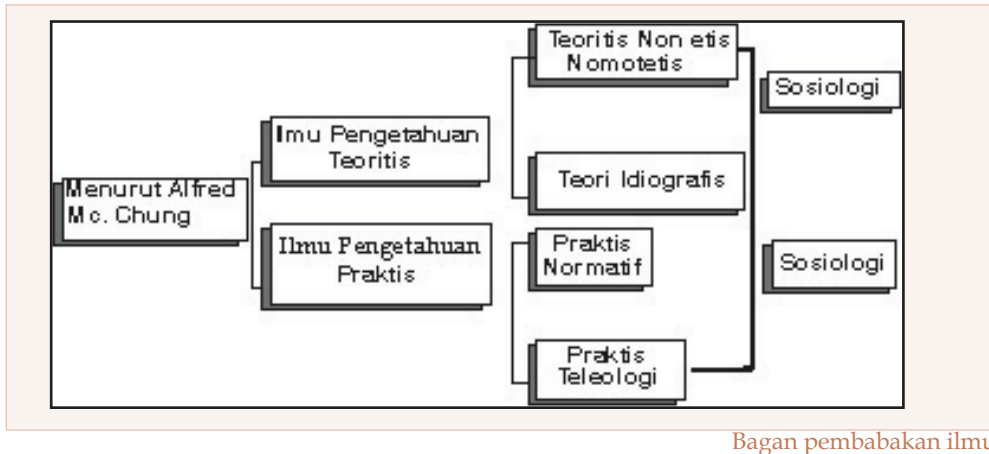 Menurut Alfred
Mc. Chung
Imu Pengetahuan
Teoritis
Ilmu Pengetahuan
Praktis
Teoritis Non etis
Nomotetis
Teori Idiografis
Praktis
Normatif
Praktis
Teleologi
Sosiologi
Sosiologi
Bagan pembabakan ilmu